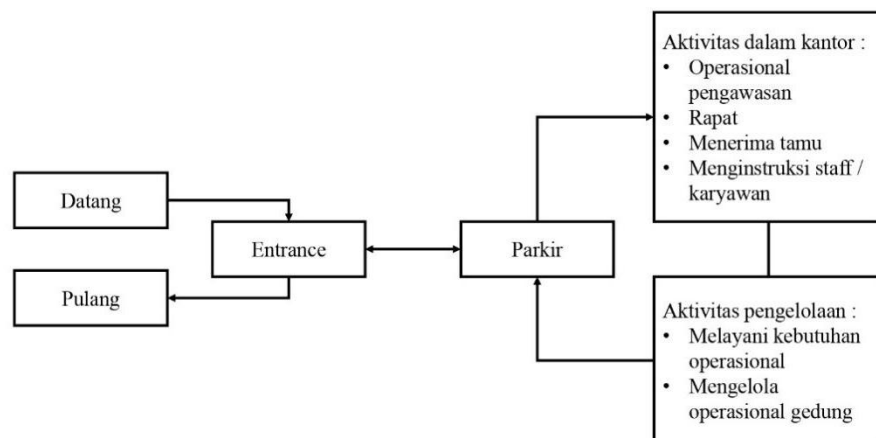 Datang
Pulang
Entrance
Parkir
Aktivitas dalam kantor :
• Operasional
pengawasan
• Rapat
• Menerima tamu
• Menginstruksi staff /
karyawan
Aktivitas pengelolaan :
• Melayani kebutuhan
operasional
• Mengelola
operasional gedung